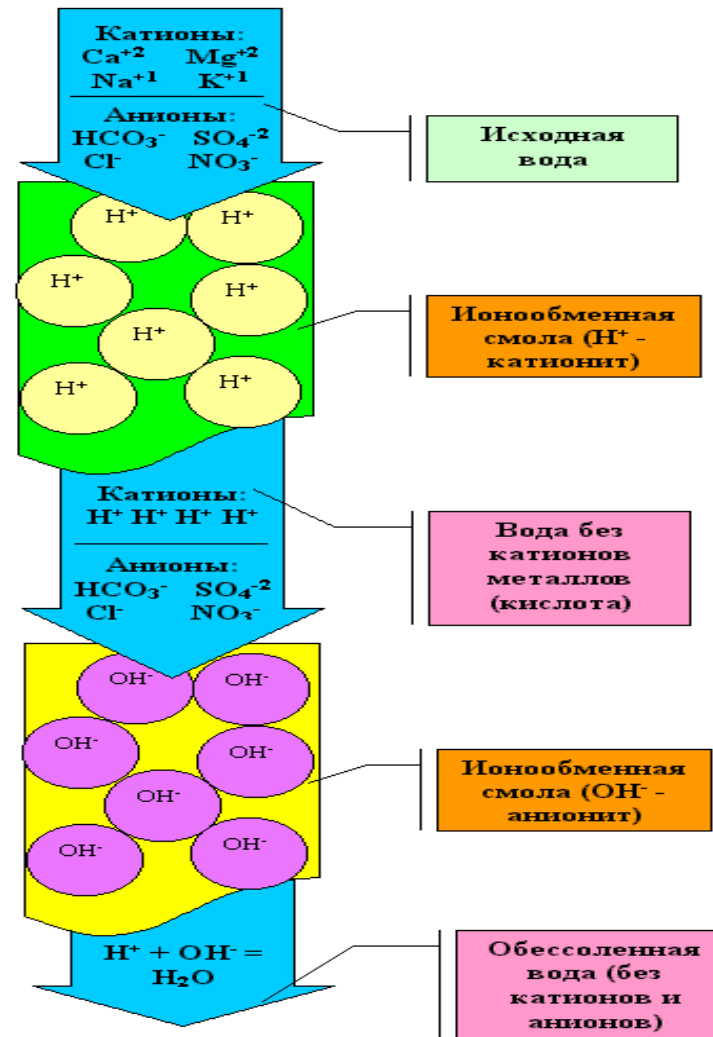 Катионы:
Ca⁺² Mg⁺²
Na⁺¹ K⁺¹
Анионы:
HCO₃⁻ SO₄⁻²
Cl⁻ NO₃⁻
Исходная
вода
H⁺
H⁺
H⁺
H⁺
H⁺
H⁺
H⁺
Ионообменная
смола (H⁺ -
катионит)
Катионы:
H⁺ H⁺ H⁺ H⁺
Анионы:
HCO₃⁻ SO₄⁻²
Cl⁻ NO₃⁻
Вода без
катионов
металлов
(кислота)
OH⁻
OH⁻
OH⁻
OH⁻
OH⁻
OH⁻
OH⁻
Ионообменная
смола (OH⁻ -
анионит)
H⁺ + OH⁻ =
H₂O
Обессоленная
вода (без
катионов и
анионов)